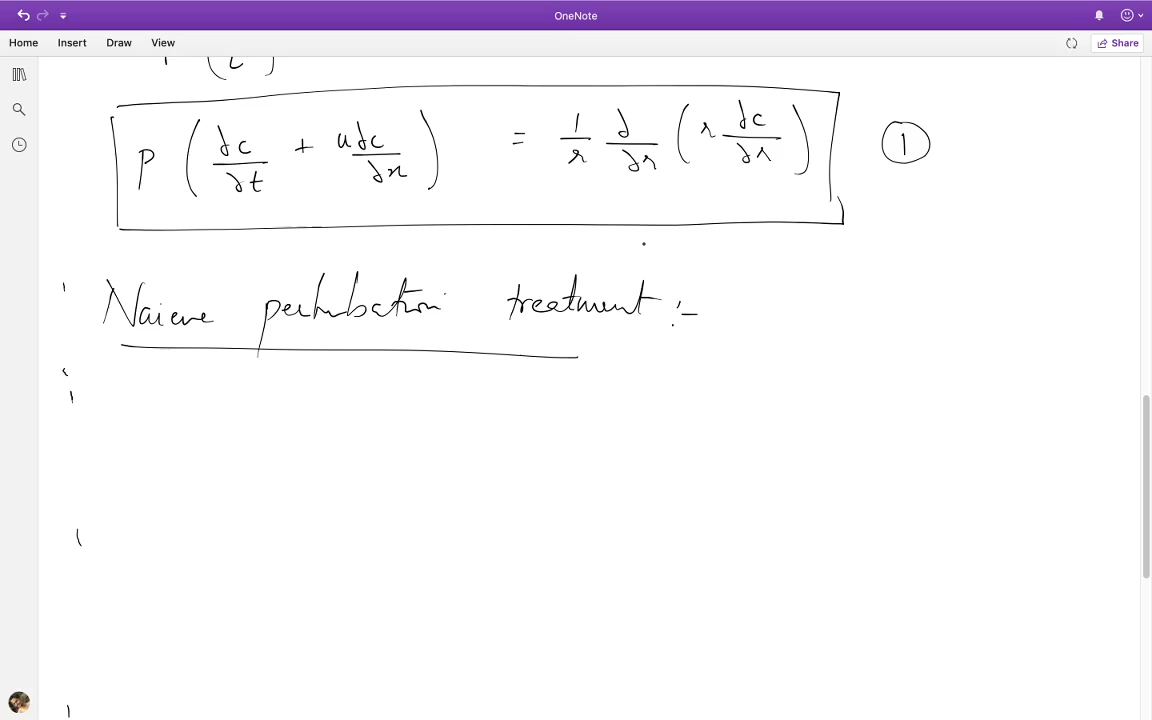 OneNote
Home Insert Draw View Share
P ( ∂c/∂t + u∂c/∂x ) = 1/r ∂/∂r ( r ∂c/∂r ) 1
Naieve perturbation treatment :-